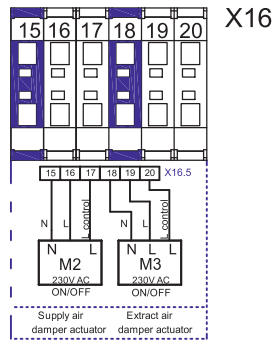 X16
15 16 17 18 19 20
15 16 17 18 19 20 X16.5
N L L control L control
N L N L L
M2 M3
230V AC 230V AC
ON/OFF ON/OFF
Supply air Extract air
damper actuator damper actuator